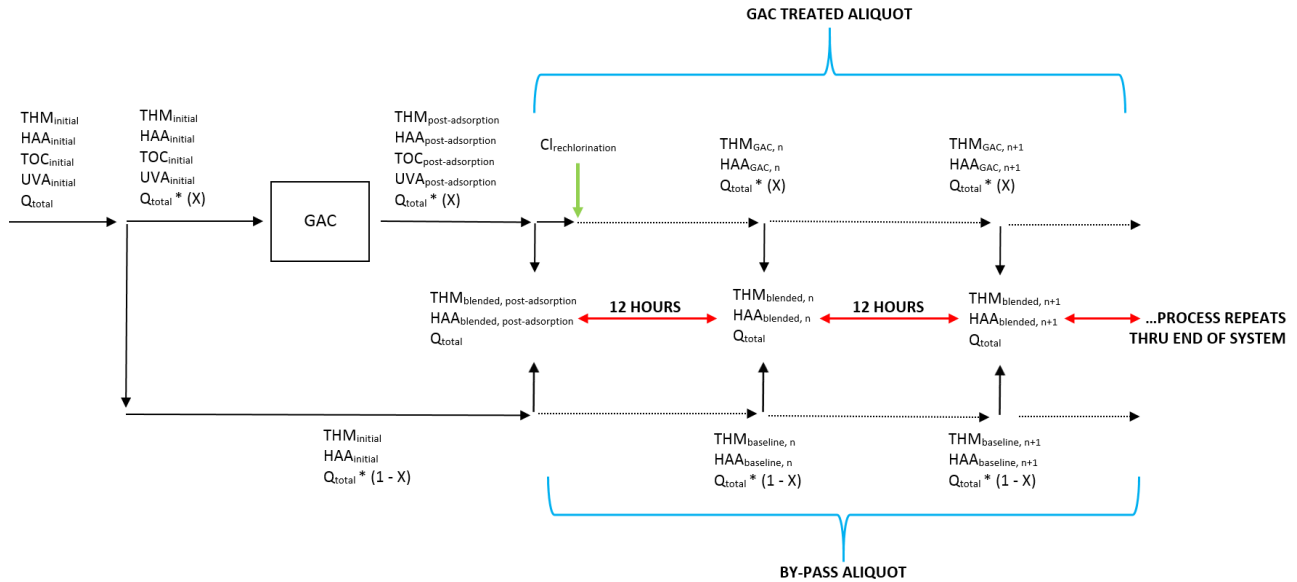 GAC TREATED ALIQUOT
THMinitial
HAAinitial
TOCinitial
UVAinitial
Qtotal
THMinitial
HAAinitial
TOCinitial
UVAinitial
Qtotal * (X)
GAC
THMpost-adsorption
HAApost-adsorption
TOCpost-adsorption
UVApost-adsorption
Qtotal * (X)
Clrechlorination
THMGAC, n
HAAGAC, n
Qtotal * (X)
THMGAC, n+1
HAAGAC, n+1
Qtotal * (X)
THMblended, post-adsorption
HAAblended, post-adsorption
Qtotal
12 HOURS
THMblended, n
HAAblended, n
Qtotal
12 HOURS
THMblended, n+1
HAAblended, n+1
Qtotal
...PROCESS REPEATS
THRU END OF SYSTEM
THMinitial
HAAinitial
Qtotal * (1 - X)
THMbaseline, n
HAAbaseline, n
Qtotal * (1 - X)
THMbaseline, n+1
HAAbaseline, n+1
Qtotal * (1 - X)
BY-PASS ALIQUOT